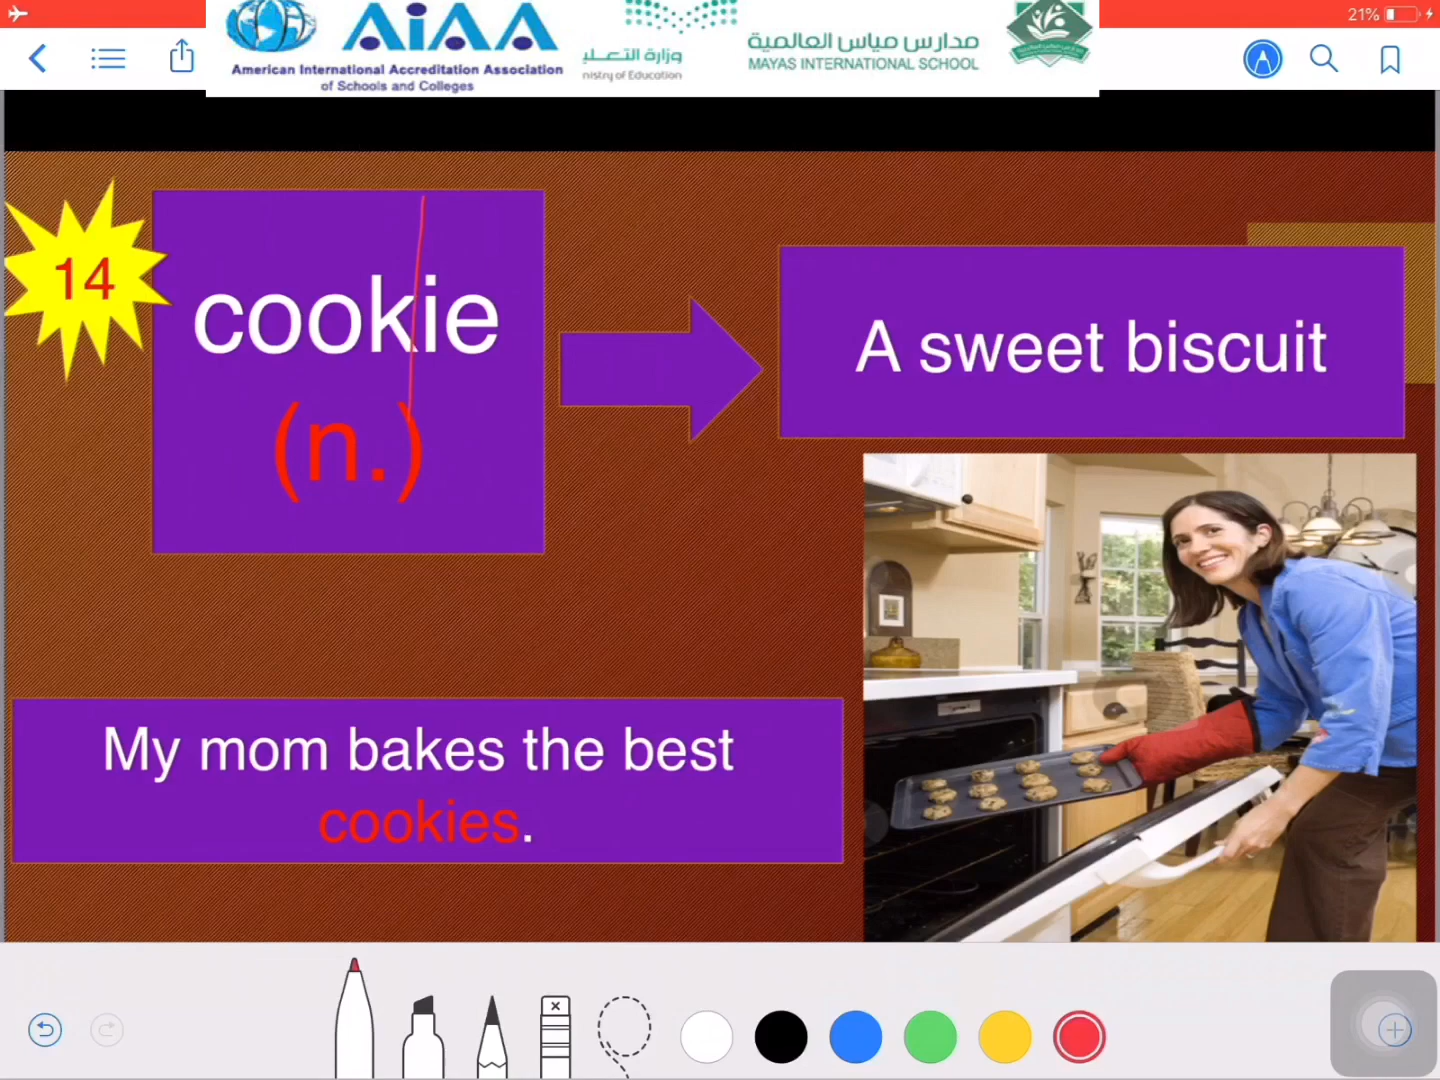 21%
AiAA
American International Accreditation Association
of Schools and Colleges
وزارة التعـلـيـ
nistry of Education
مدارس مياس العالمية
MAYAS INTERNATIONAL SCHOOL
14
cookie
(n.)
A sweet biscuit
My mom bakes the best
cookies.